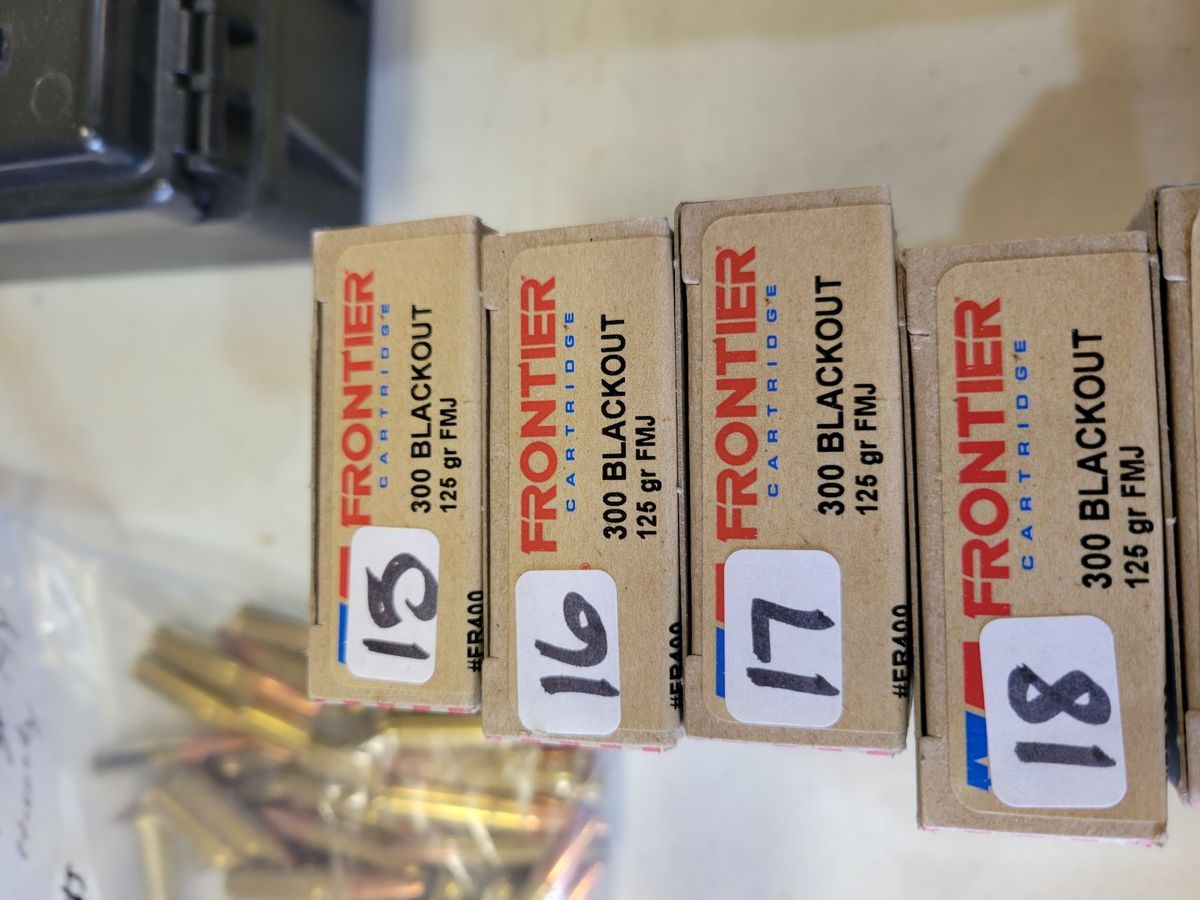 FRONTIER
CARTRIDGE
300 BLACKOUT
125 gr FMJ
15
#FR400
FRONTIER
CARTRIDGE
300 BLACKOUT
125 gr FMJ
16
#FR400
FRONTIER
CARTRIDGE
300 BLACKOUT
125 gr FMJ
17
#FR400
FRONTIER
CARTRIDGE
300 BLACKOUT
125 gr FMJ
18